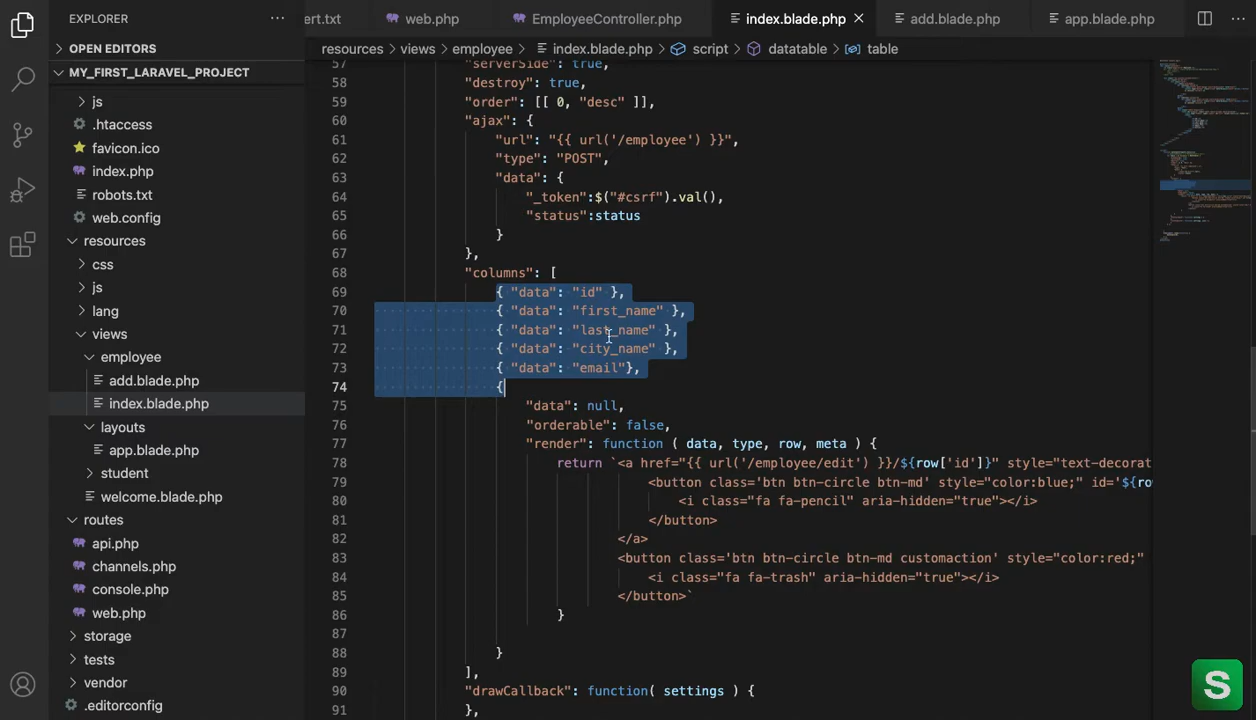 EXPLORER
OPEN EDITORS
MY_FIRST_LARAVEL_PROJECT
js
.htaccess
favicon.ico
index.php
robots.txt
web.config
resources
css
js
lang
views
employee
add.blade.php
index.blade.php
layouts
app.blade.php
student
welcome.blade.php
routes
api.php
channels.php
console.php
web.php
storage
tests
vendor
.editorconfig
ert.txt web.php EmployeeController.php index.blade.php add.blade.php app.blade.php
resources > views > employee > index.blade.php > script > datatable > table
57 "serverSide": true,
58 "destroy": true,
59 "order": [[ 0, "desc" ]],
60 "ajax": {
61 "url": "{{ url('/employee') }}",
62 "type": "POST",
63 "data": {
64 "_token":$("#csrf").val(),
65 "status":status
66 }
67 },
68 "columns": [
69 { "data": "id" },
70 { "data": "first_name" },
71 { "data": "last_name" },
72 { "data": "city_name" },
73 { "data": "email"},
74 {
75 "data": null,
76 "orderable": false,
77 "render": function ( data, type, row, meta ) {
78 return `<a href="{{ url('/employee/edit') }}/${row['id']}" style="text-decorat
79 <button class='btn btn-circle btn-md' style="color:blue;" id='${ro
80 <i class="fa fa-pencil" aria-hidden="true"></i>
81 </button>
82 </a>
83 <button class='btn btn-circle btn-md customaction' style="color:red;"
84 <i class="fa fa-trash" aria-hidden="true"></i>
85 </button>`
86 }
87
88 }
89 ],
90 "drawCallback": function( settings ) {
91 },
S